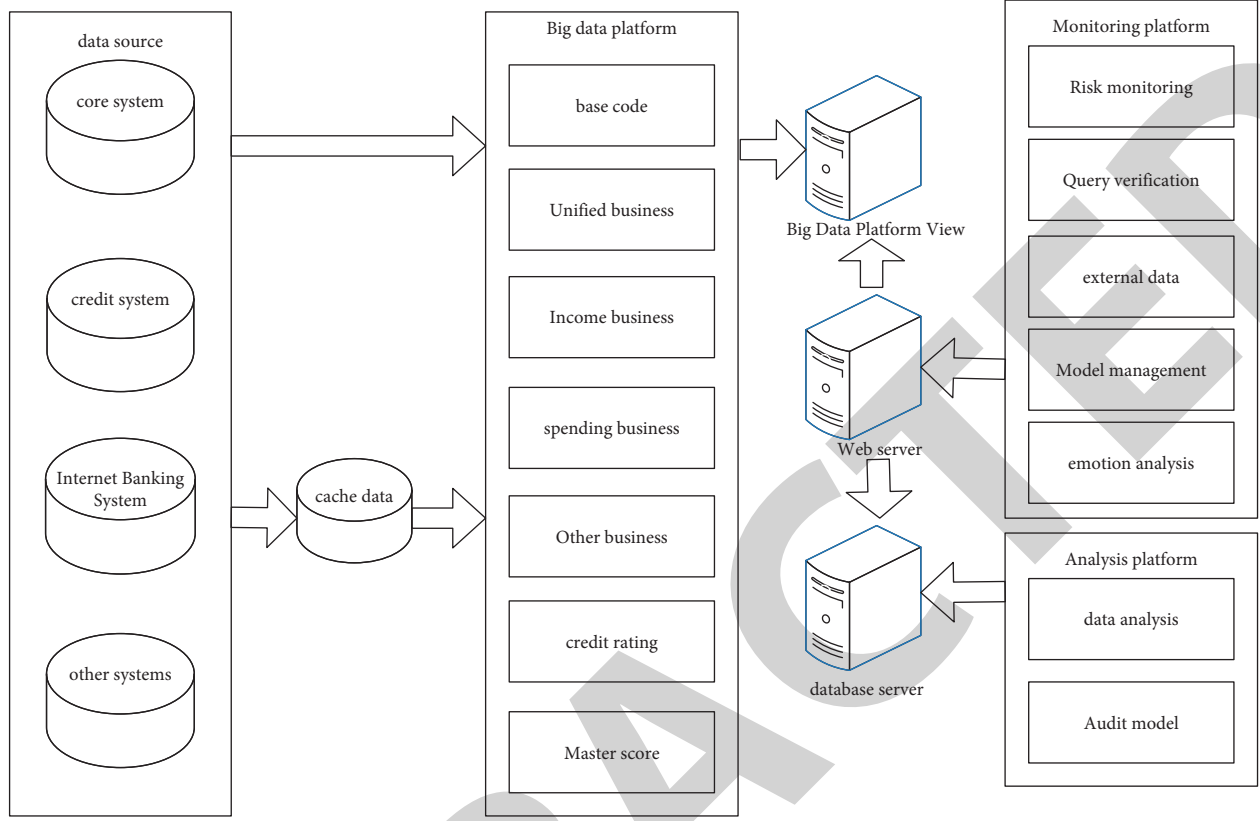 data source
core system
credit system
Internet Banking
System
other systems
cache data
Big data platform
base code
Unified business
Income business
spending business
Other business
credit rating
Master score
Big Data Platform View
Web server
database server
Monitoring platform
Risk monitoring
Query verification
external data
Model management
emotion analysis
Analysis platform
data analysis
Audit model